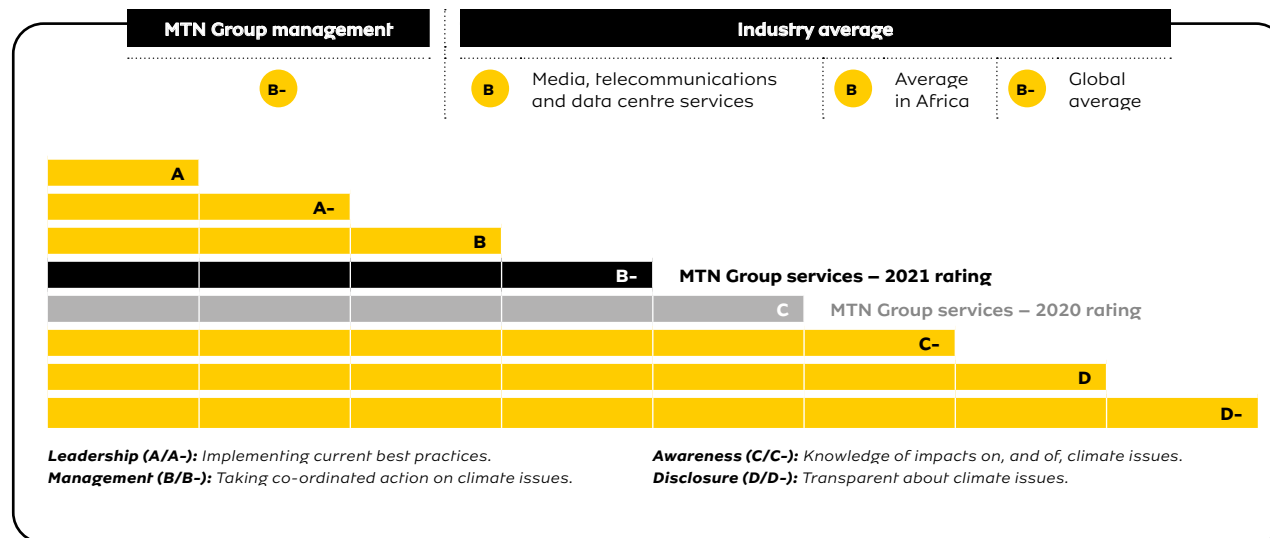 MTN Group management
Industry average
B-
B
Media, telecommunications
and data centre services
B
Average
in Africa
B-
Global
average
A
A-
B
B- MTN Group services – 2021 rating
C MTN Group services – 2020 rating
C-
D
D-
Leadership (A/A-): Implementing current best practices.
Management (B/B-): Taking co-ordinated action on climate issues.
Awareness (C/C-): Knowledge of impacts on, and of, climate issues.
Disclosure (D/D-): Transparent about climate issues.